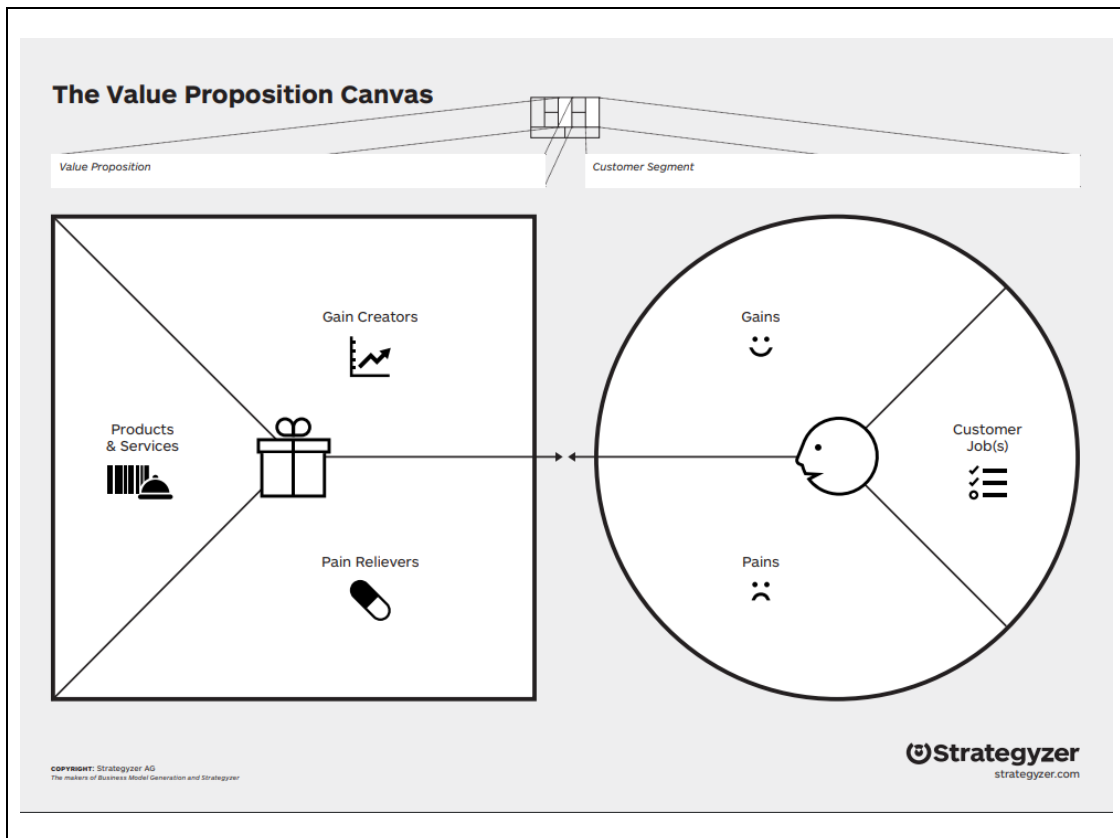 The Value Proposition Canvas
Value Proposition
Customer Segment
Gain Creators
Gains
Products
& Services
Customer
Job(s)
Pain Relievers
Pains
COPYRIGHT: Strategyzer AG
The makers of Business Model Generation and Strategyzer
Strategyzer
strategyzer.com